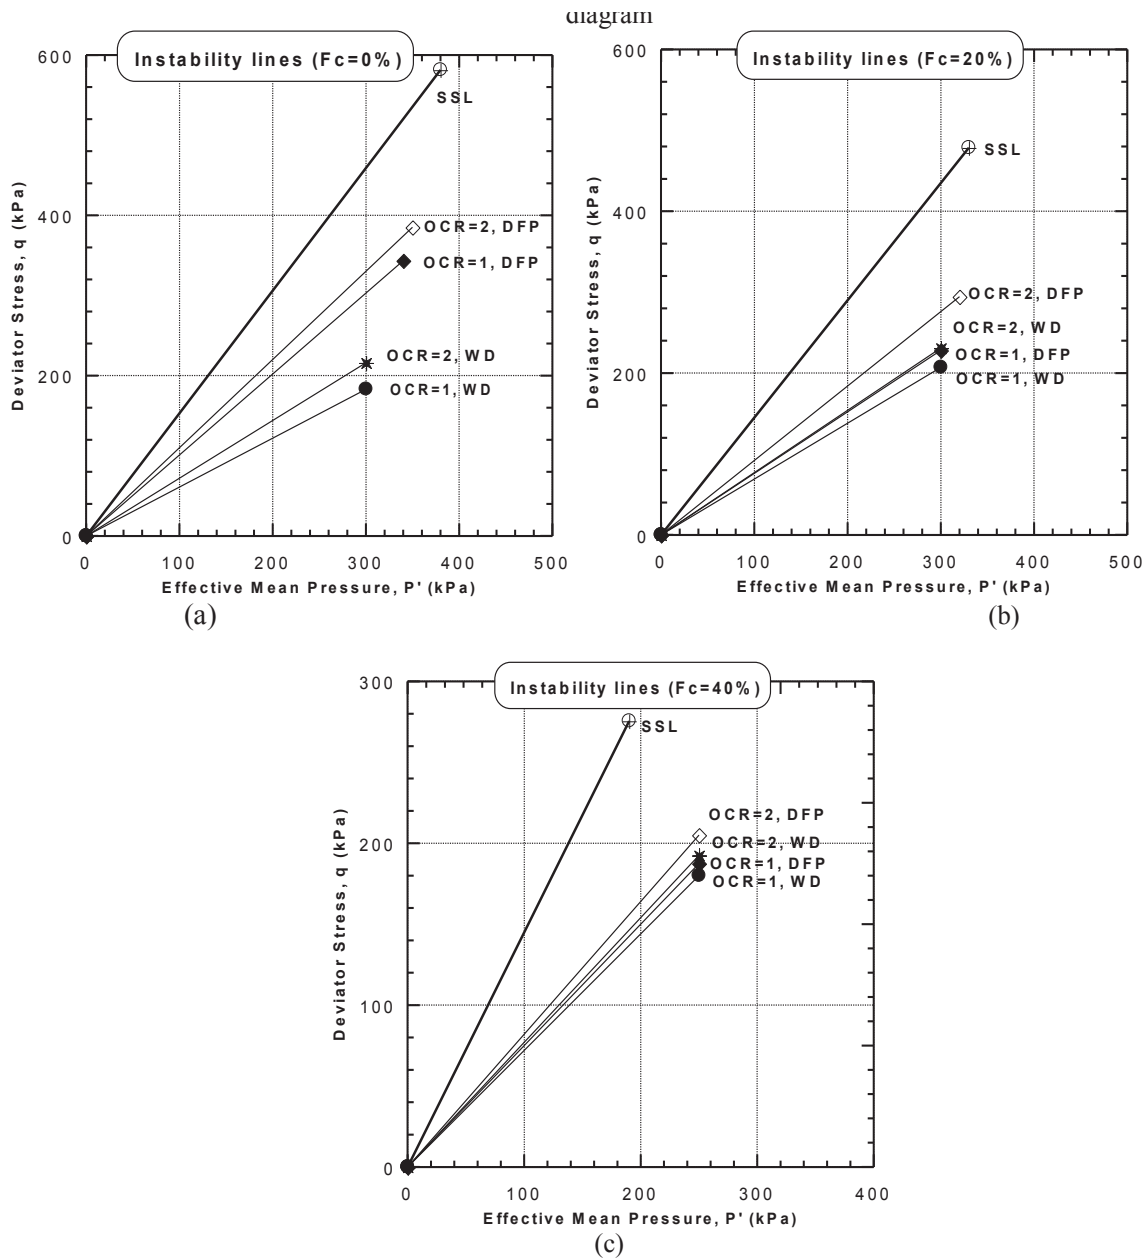 diagram
Instability lines (Fc=0%)
600
400
200
0
Deviator Stress, q (kPa)
SSL
OCR=2, DFP
OCR=1, DFP
OCR=2, WD
OCR=1, WD
0 100 200 300 400 500
Effective Mean Pressure, P' (kPa)
(a)
Instability lines (Fc=20%)
600
400
200
0
Deviator Stress, q (kPa)
SSL
OCR=2, DFP
OCR=2, WD
OCR=1, DFP
OCR=1, WD
0 100 200 300 400 500
Effective Mean Pressure, P' (kPa)
(b)
Instability lines (Fc=40%)
300
200
100
0
Deviator Stress, q (kPa)
SSL
OCR=2, DFP
OCR=2, WD
OCR=1, DFP
OCR=1, WD
0 100 200 300 400
Effective Mean Pressure, P' (kPa)
(c)